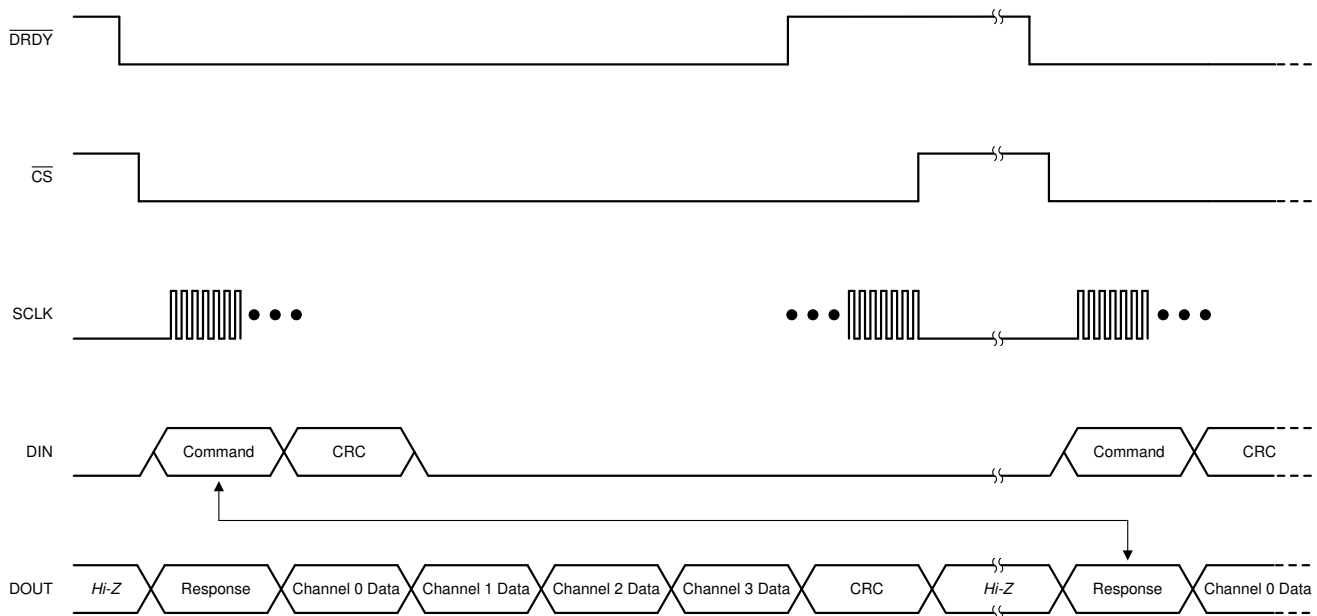 DRDY
CS
SCLK
DIN Command CRC Command CRC
DOUT Hi-Z Response Channel 0 Data Channel 1 Data Channel 2 Data Channel 3 Data CRC Hi-Z Response Channel 0 Data